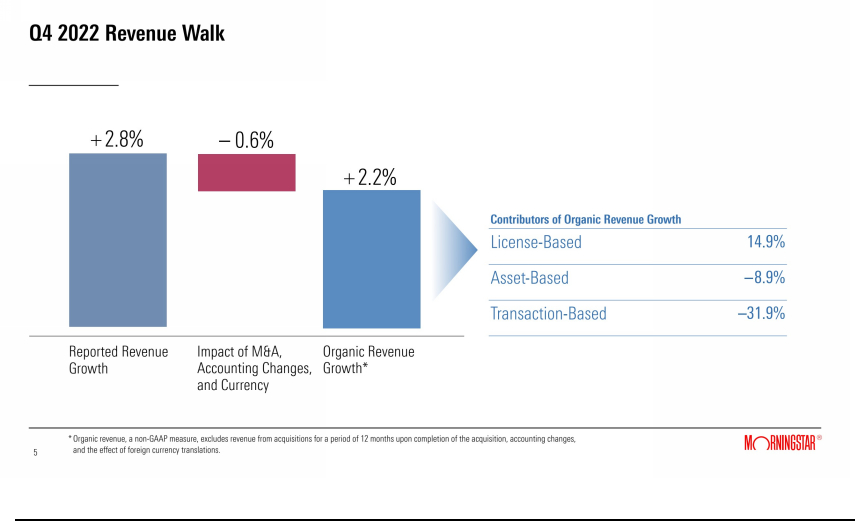 Q4 2022 Revenue Walk
+2.8%
– 0.6%
+2.2%
Reported Revenue
Growth
Impact of M&A,
Accounting Changes,
and Currency
Organic Revenue
Growth*
Contributors of Organic Revenue Growth
License-Based 14.9%
Asset-Based –8.9%
Transaction-Based –31.9%
* Organic revenue, a non-GAAP measure, excludes revenue from acquisitions for a period of 12 months upon completion of the acquisition, accounting changes,
and the effect of foreign currency translations.
5
MORNINGSTAR®